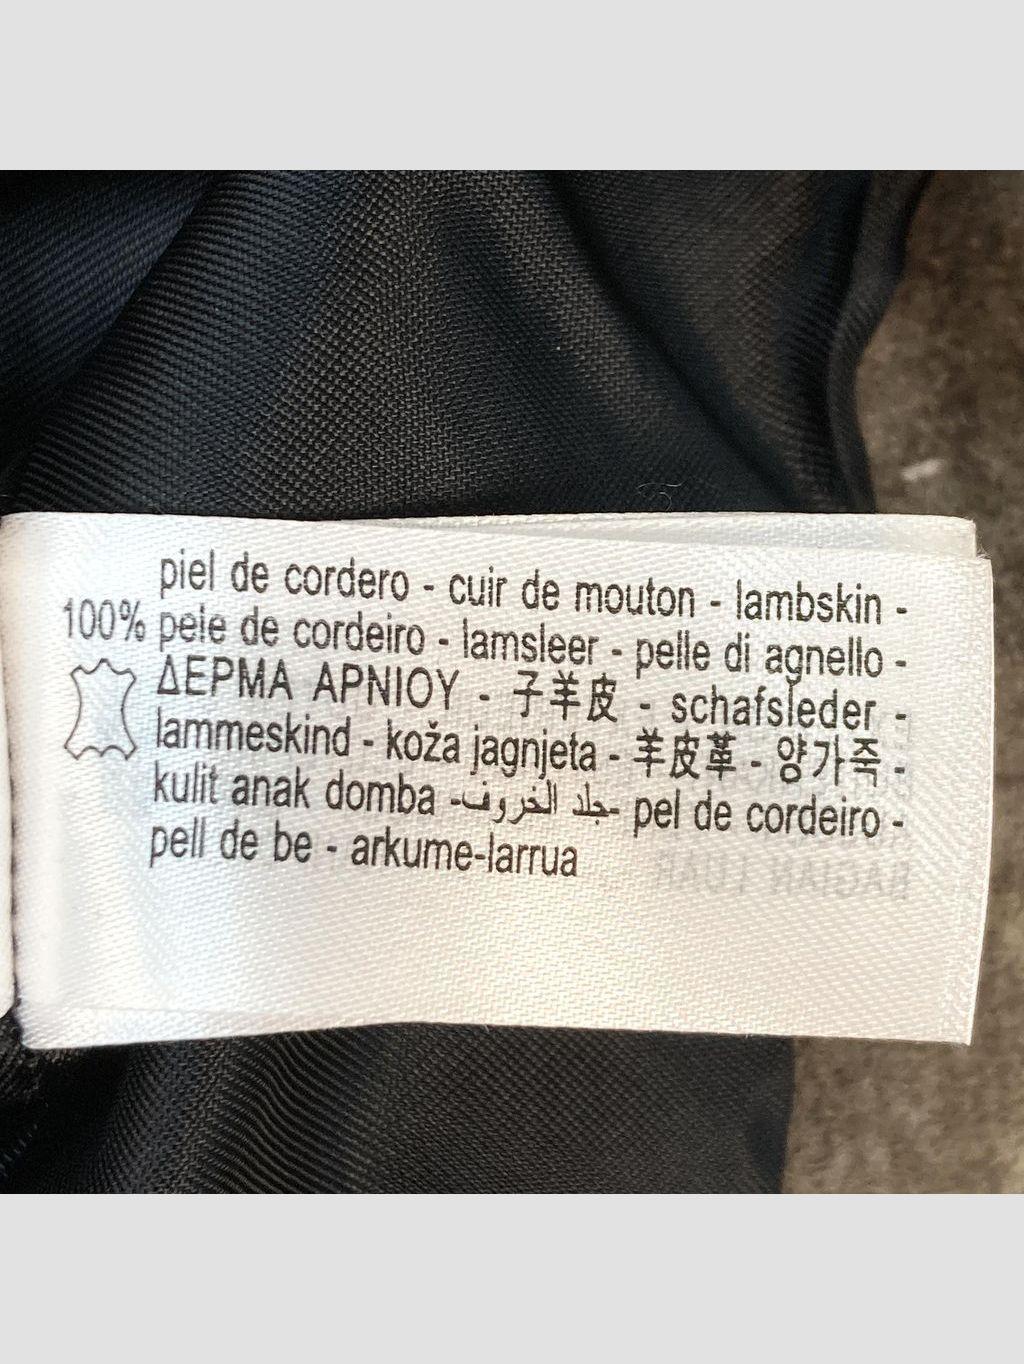 piel de cordero - cuir de mouton - lambskin -
100% pele de cordeiro - lamsleer - pelle di agnello -
ΔΕΡΜΑ ΑΡΝΙΟΥ - 子羊皮 - schafsleder -
lammeskind - koža jagnjeta - 羊皮革 - 양가죽 -
kulit anak domba - جلد الخروف - pel de cordeiro -
pell de be - arkume-larrua
BAGIAN LUAR